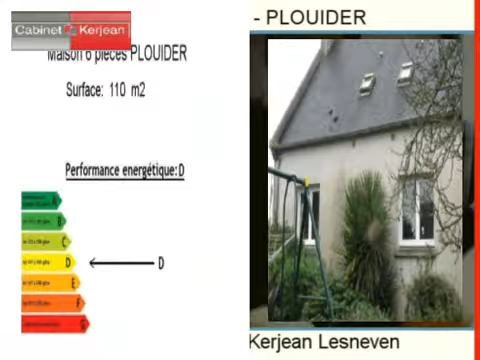 Cabinet Kerjean
- PLOUIDER
Maison 6 pièces PLOUIDER
Surface: 110 m2
Performance energétique:D
A
B
C
D
D
E
F
G
Kerjean Lesneven